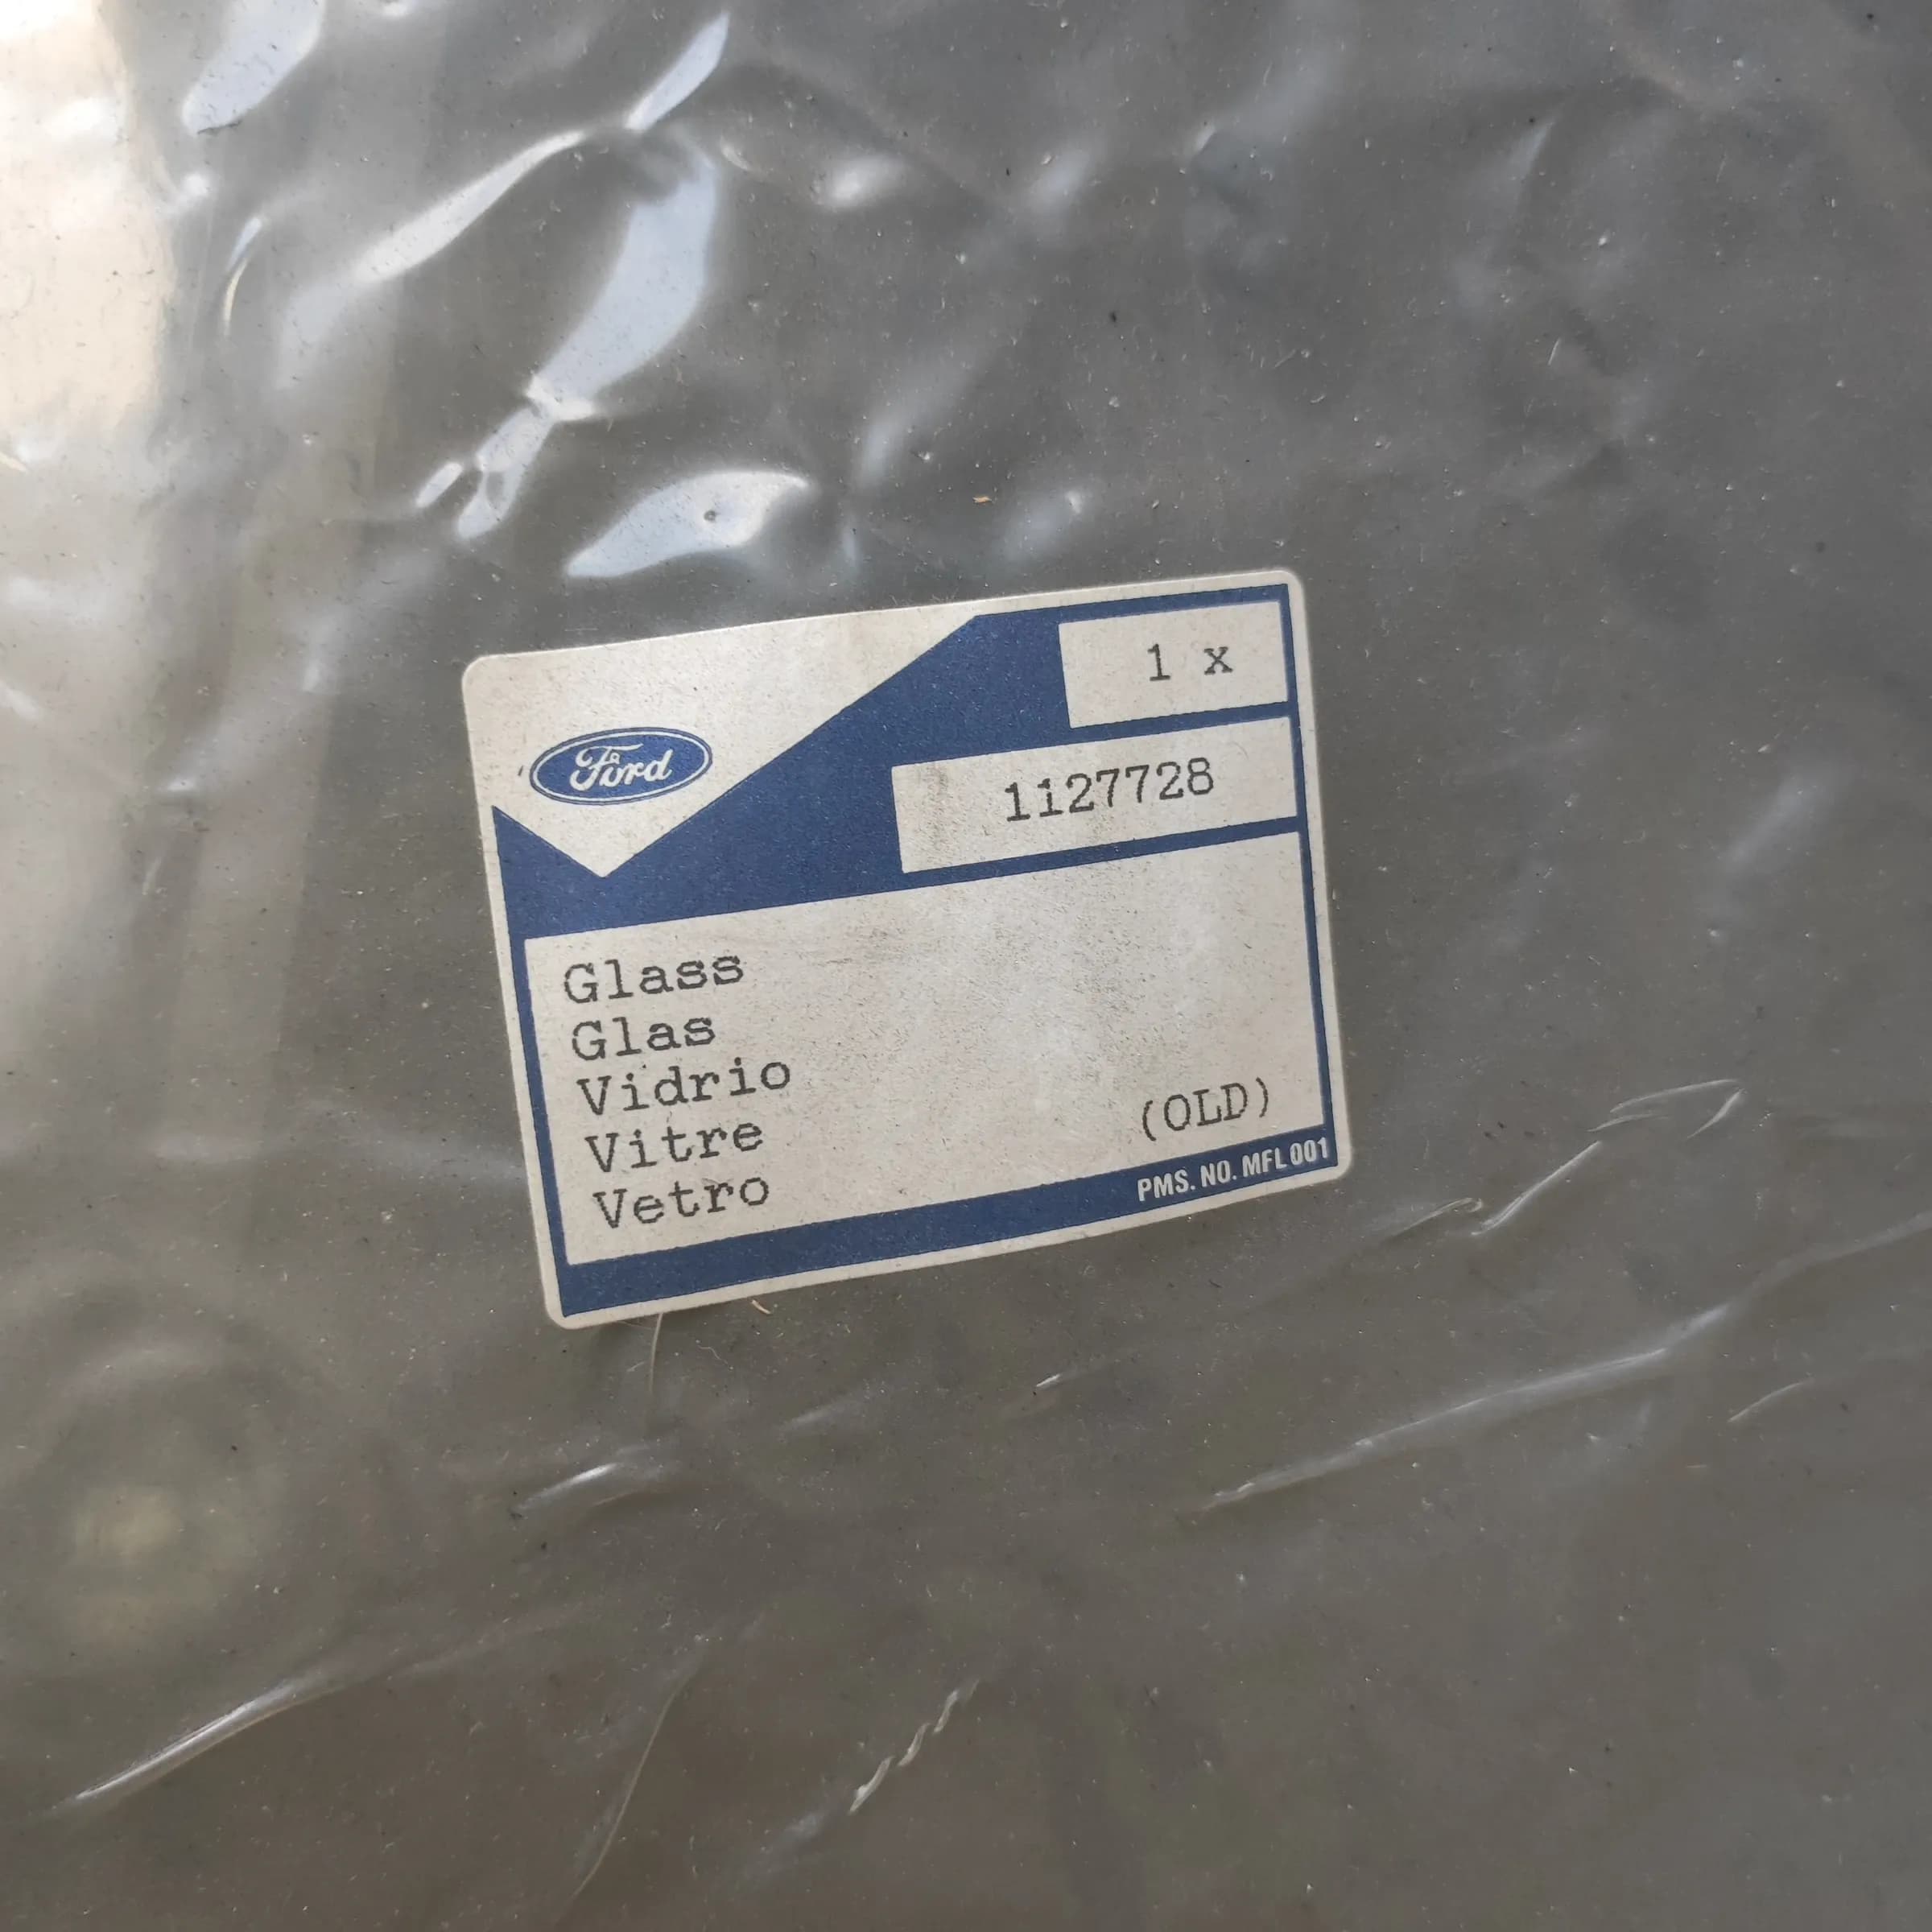 Ford
1 x
1127728
Glass
Glas
Vidrio
Vitre
Vetro
(OLD)
PMS. NO. MFL 001